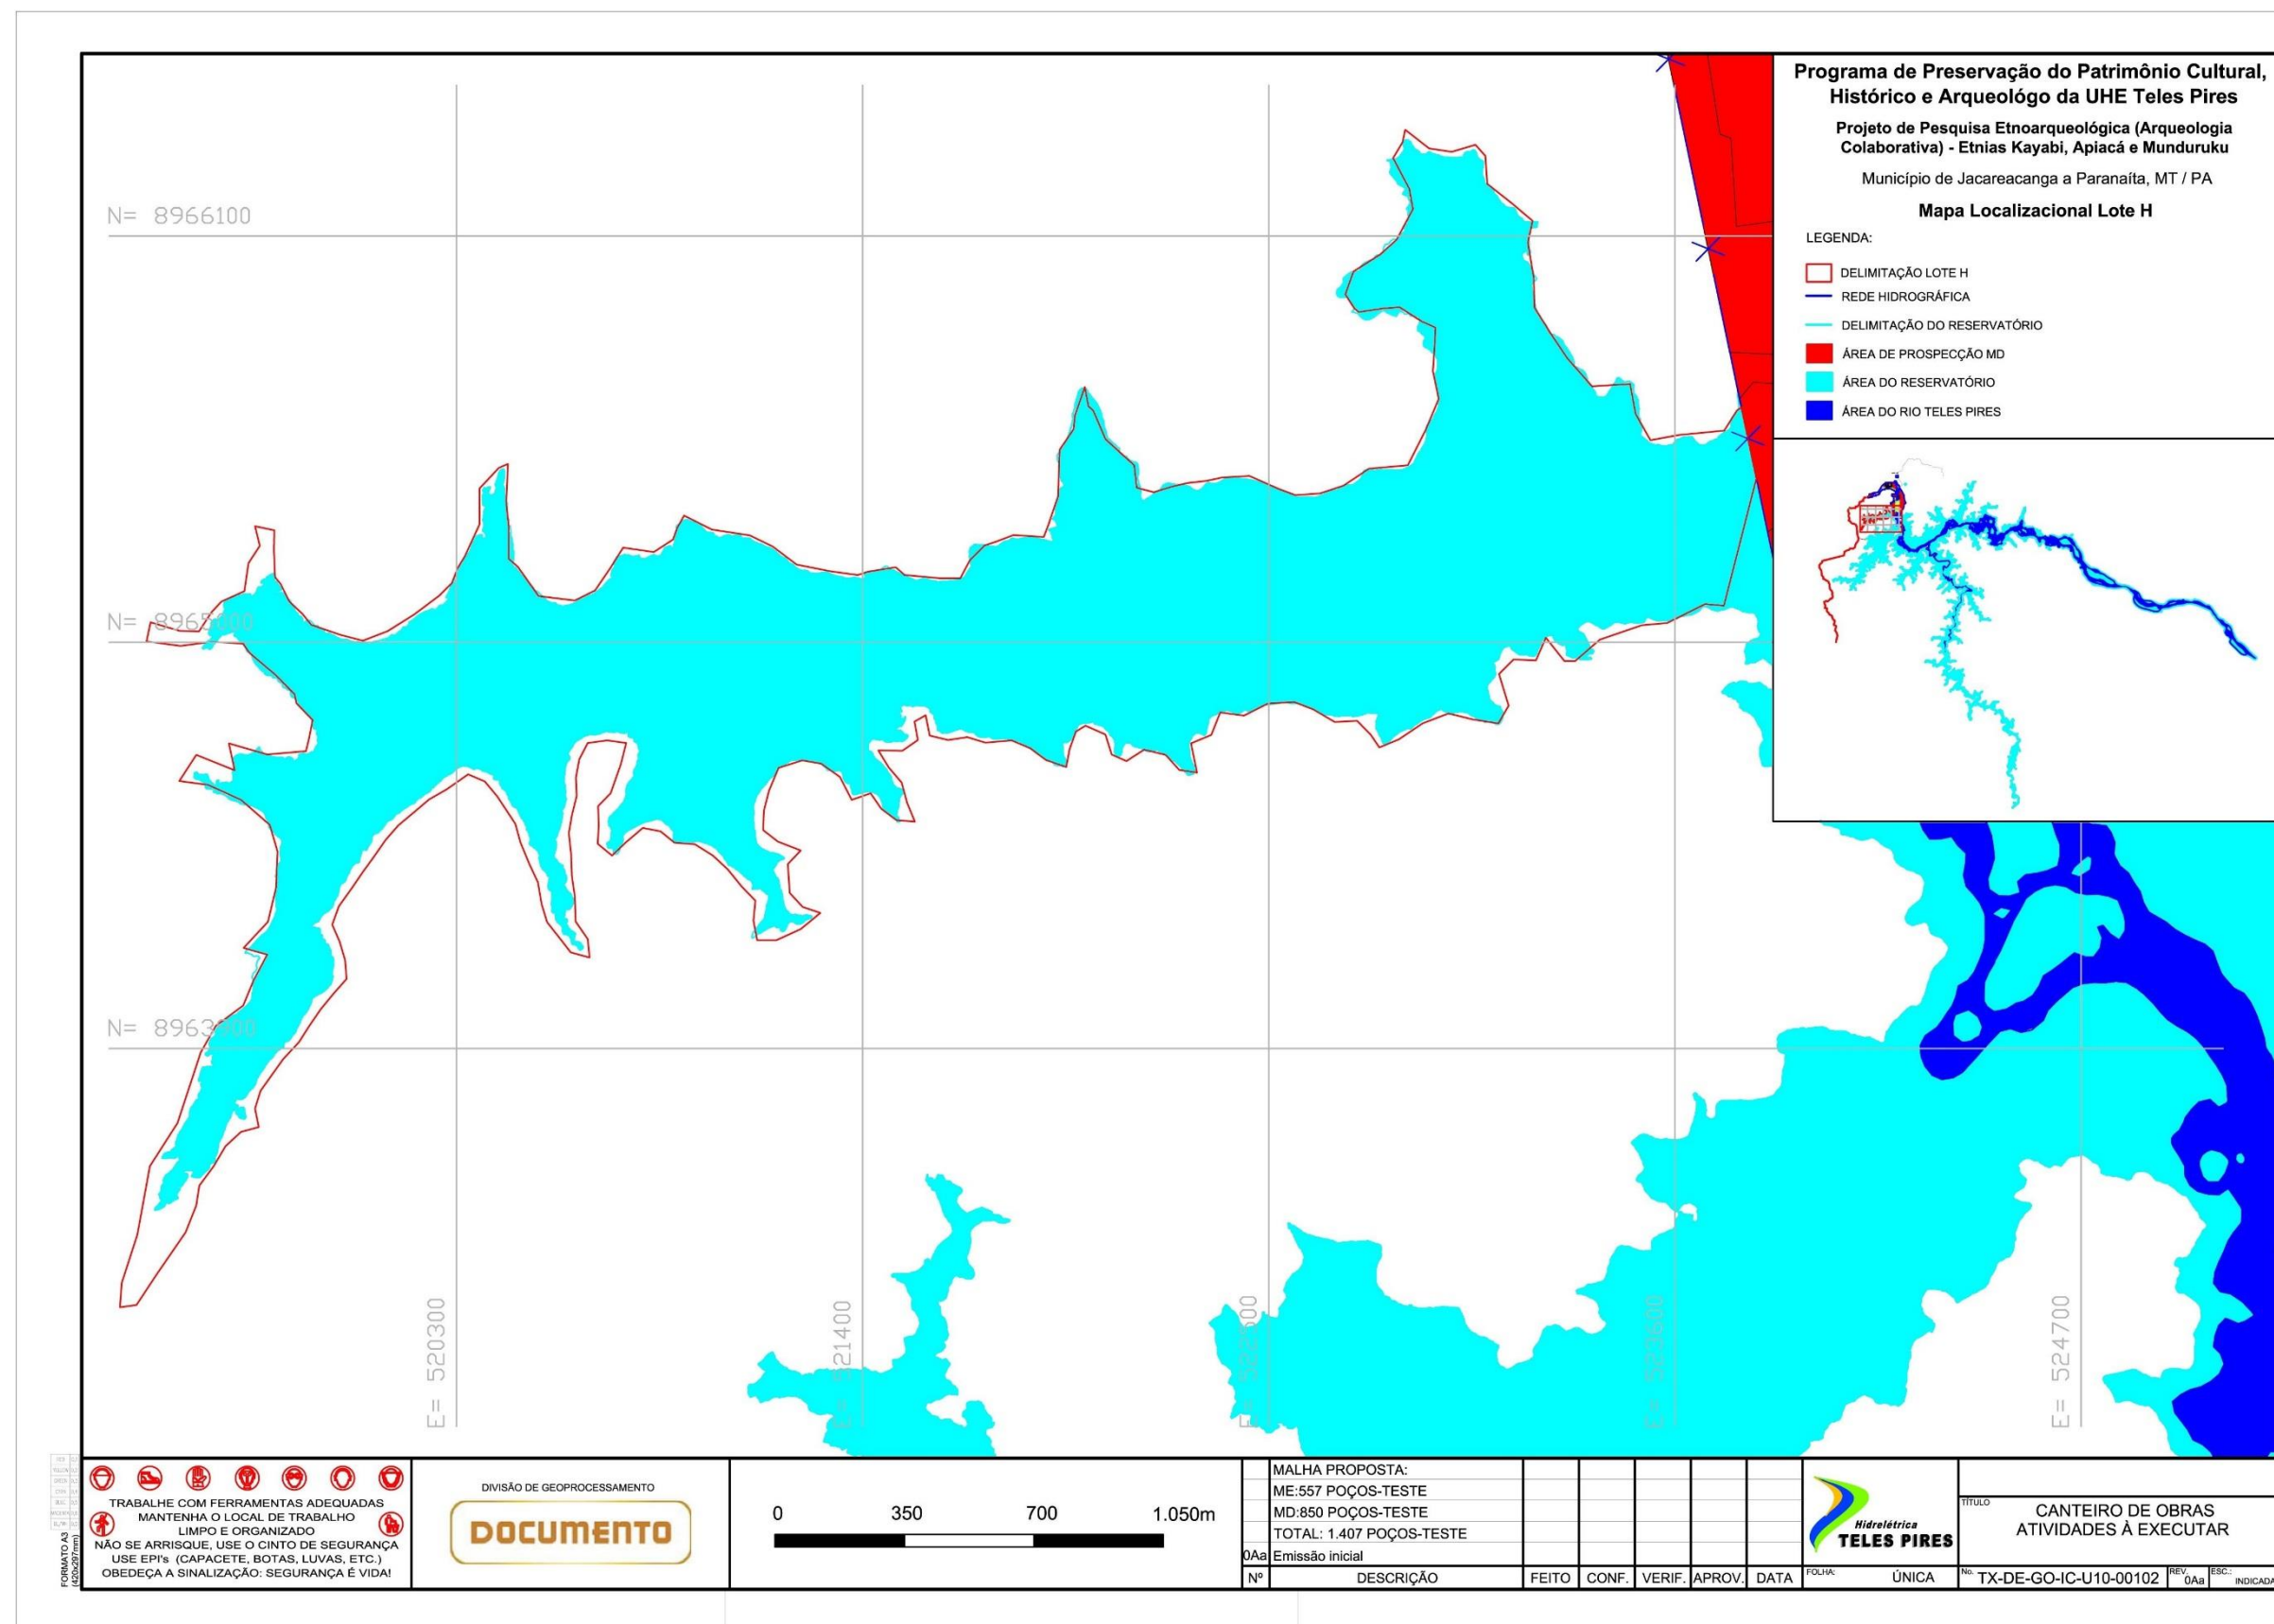 Programa de Preservação do Patrimônio Cultural,
Histórico e Arqueológo da UHE Teles Pires
Projeto de Pesquisa Etnoarqueológica (Arqueologia
Colaborativa) - Etnias Kayabi, Apiacá e Munduruku
Município de Jacareacanga a Paranaíta, MT / PA
Mapa Localizacional Lote H
LEGENDA:
DELIMITAÇÃO LOTE H
REDE HIDROGRÁFICA
DELIMITAÇÃO DO RESERVATÓRIO
ÁREA DE PROSPECÇÃO MD
ÁREA DO RESERVATÓRIO
ÁREA DO RIO TELES PIRES
N= 8966100
N= 8965000
N= 8963900
E= 520300
E= 521400
E= 522500
E= 523600
E= 524700
FORMATO A3
(420x297mm)
TRABALHE COM FERRAMENTAS ADEQUADAS
MANTENHA O LOCAL DE TRABALHO
LIMPO E ORGANIZADO
NÃO SE ARRISQUE, USE O CINTO DE SEGURANÇA
USE EPI's (CAPACETE, BOTAS, LUVAS, ETC.)
OBEDEÇA A SINALIZAÇÃO: SEGURANÇA É VIDA!
DIVISÃO DE GEOPROCESSAMENTO
DOCUMENTO
0 350 700 1.050m
MALHA PROPOSTA:
ME:557 POÇOS-TESTE
MD:850 POÇOS-TESTE
TOTAL: 1.407 POÇOS-TESTE
0Aa Emissão inicial
Nº DESCRIÇÃO FEITO CONF. VERIF. APROV. DATA
Hidrelétrica
TELES PIRES
FOLHA: ÚNICA
TÍTULO
CANTEIRO DE OBRAS
ATIVIDADES À EXECUTAR
No. TX-DE-GO-IC-U10-00102 REV. 0Aa ESC.: INDICADA